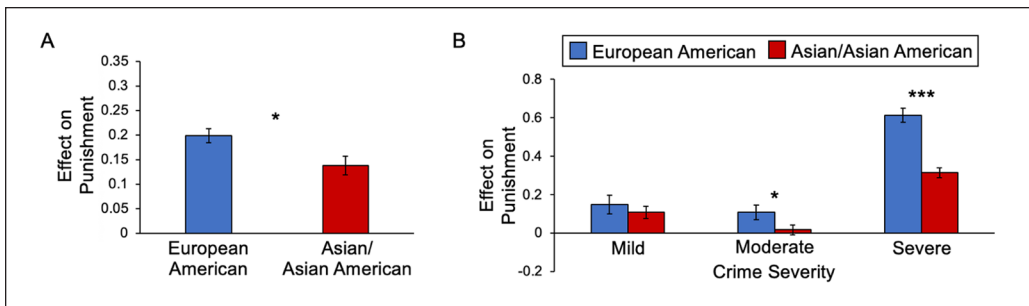 A
Effect on
Punishment
0.35
0.3
0.25
0.2
0.15
0.1
0.05
0
*
European
American
Asian/
Asian American
B
European American
Asian/Asian American
Effect on
Punishment
0.8
0.6
0.4
0.2
0
-0.2
*
***
Mild
Moderate
Severe
Crime Severity